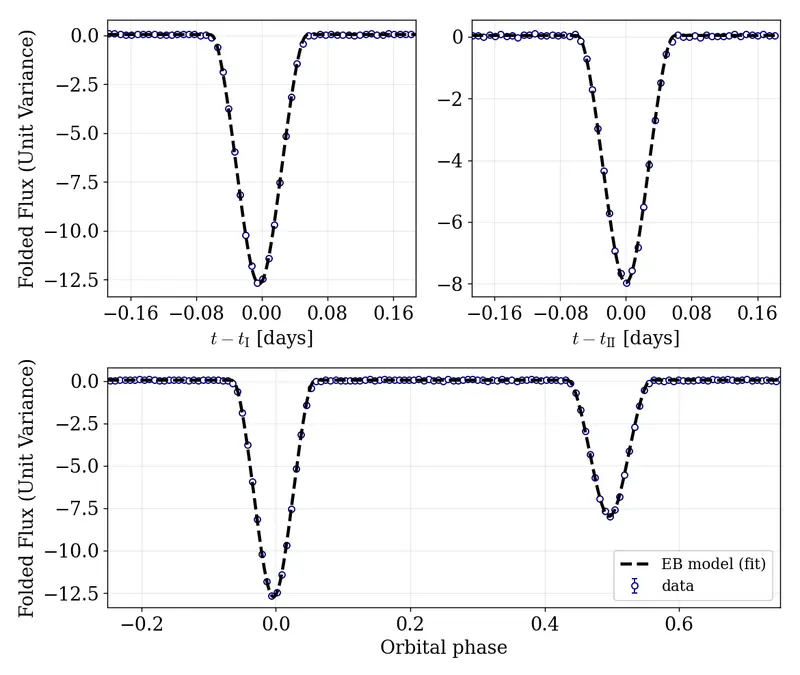 Folded Flux (Unit Variance)
0.0
−2.5
−5.0
−7.5
−10.0
−12.5
−0.16 −0.08 0.00 0.08 0.16
t − tI [days]
0
−2
−4
−6
−8
−0.16 −0.08 0.00 0.08 0.16
t − tII [days]
Folded Flux (Unit Variance)
0.0
−2.5
−5.0
−7.5
−10.0
−12.5
−0.2 0.0 0.2 0.4 0.6
Orbital phase
EB model (fit)
data